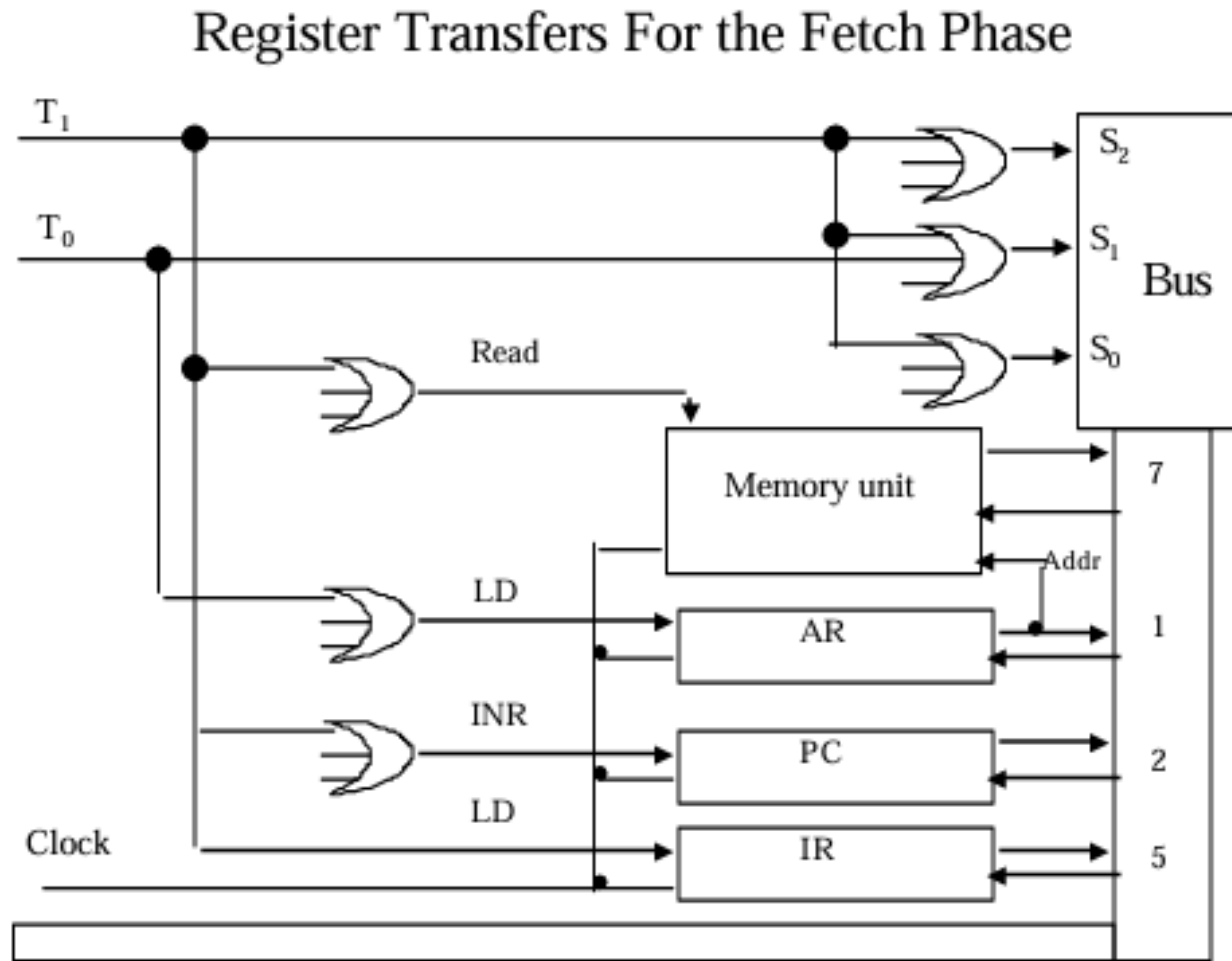 Register Transfers For the Fetch Phase
T1
S2
T0
S1
Bus
Read
S0
Memory unit
7
Addr
LD
AR
1
INR
PC
2
LD
Clock
IR
5